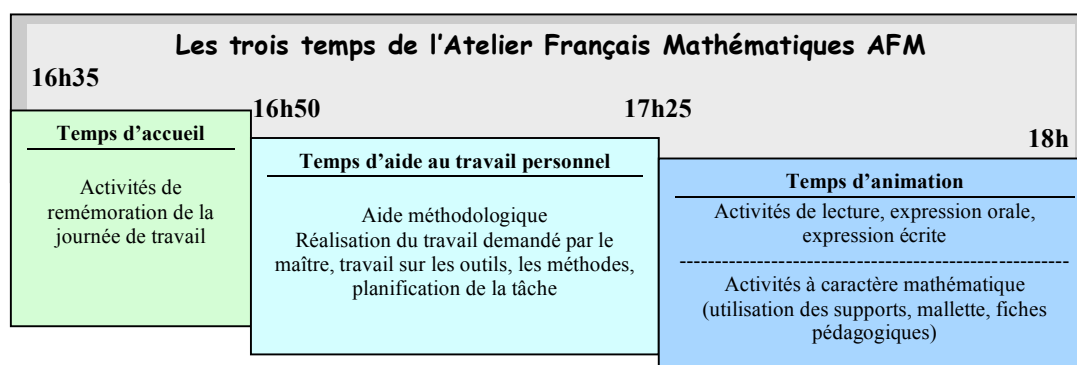 Les trois temps de l'Atelier Français Mathématiques AFM
16h35
16h50
17h25
18h
Temps d'accueil
Activités de
remémoration de la
journée de travail
Temps d'aide au travail personnel
Aide méthodologique
Réalisation du travail demandé par le
maître, travail sur les outils, les méthodes,
planification de la tâche
Temps d'animation
Activités de lecture, expression orale,
expression écrite
Activités à caractère mathématique
(utilisation des supports, mallette, fiches
pédagogiques)